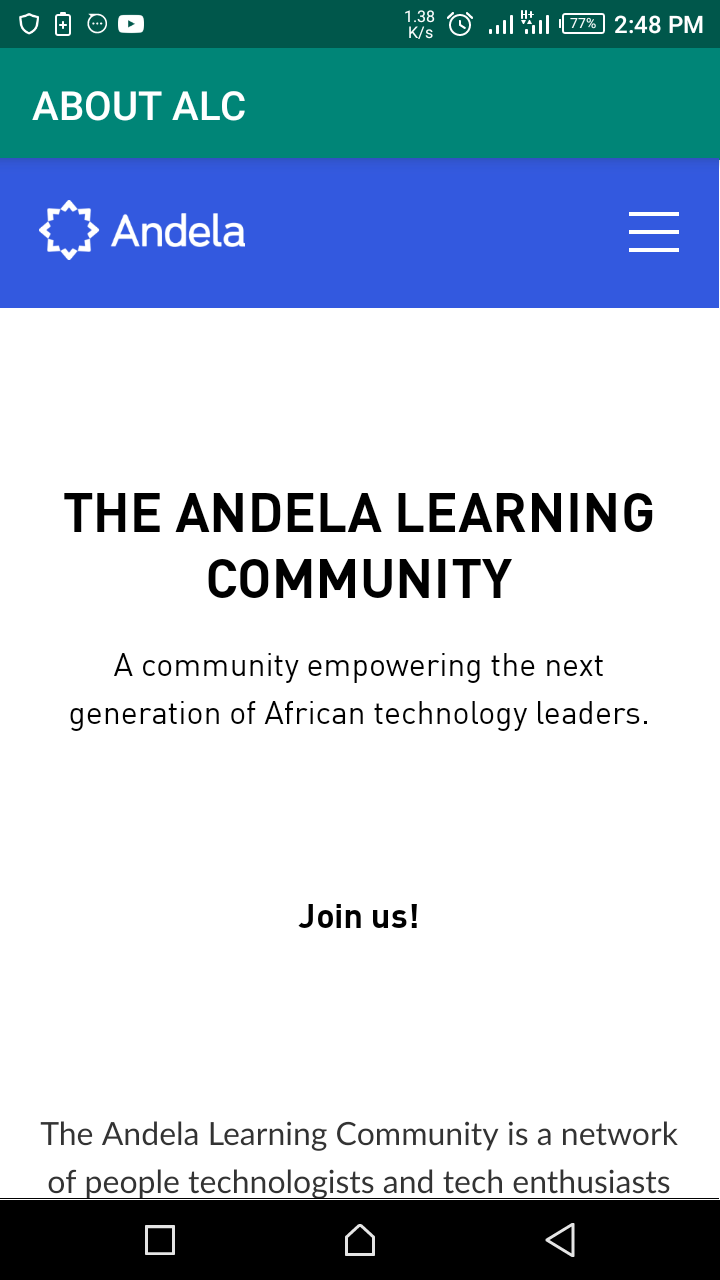 1.38
K/s
H+
77%
2:48 PM
ABOUT ALC
Andela
THE ANDELA LEARNING
COMMUNITY
A community empowering the next
generation of African technology leaders.
Join us!
The Andela Learning Community is a network
of people technologists and tech enthusiasts